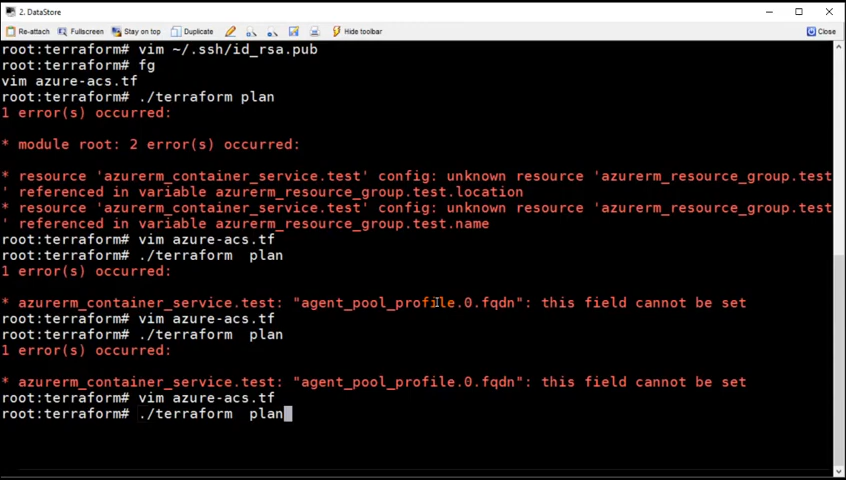 2. DataStore
Re-attach Fullscreen Stay on top Duplicate Hide toolbar Close
root:terraform# vim ~/.ssh/id_rsa.pub
root:terraform# fg
vim azure-acs.tf
root:terraform# ./terraform plan
1 error(s) occurred:
* module root: 2 error(s) occurred:
* resource 'azurerm_container_service.test' config: unknown resource 'azurerm_resource_group.test
' referenced in variable azurerm_resource_group.test.location
* resource 'azurerm_container_service.test' config: unknown resource 'azurerm_resource_group.test
' referenced in variable azurerm_resource_group.test.name
root:terraform# vim azure-acs.tf
root:terraform# ./terraform  plan
1 error(s) occurred:
* azurerm_container_service.test: "agent_pool_profile.0.fqdn": this field cannot be set
root:terraform# vim azure-acs.tf
root:terraform# ./terraform  plan
1 error(s) occurred:
* azurerm_container_service.test: "agent_pool_profile.0.fqdn": this field cannot be set
root:terraform# vim azure-acs.tf
root:terraform# ./terraform  plan